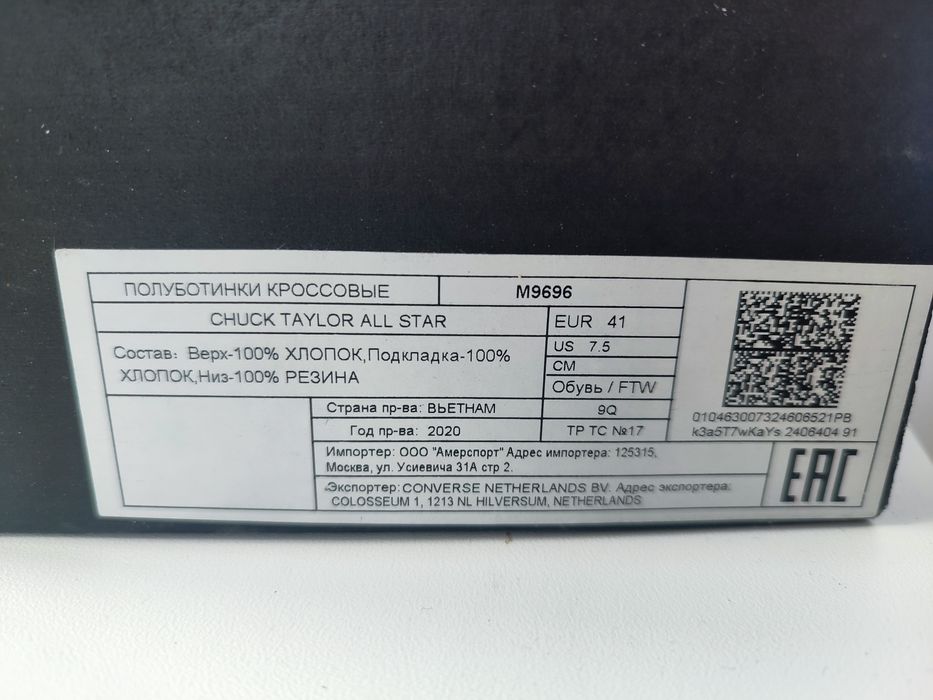 ПОЛУБОТИНКИ КРОССОВЫЕ
M9696
CHUCK TAYLOR ALL STAR
EUR 41
US 7.5
CM
Обувь / FTW
Состав: Верх-100% ХЛОПОК,Подкладка-100%
ХЛОПОК,Низ-100% РЕЗИНА
Страна пр-ва: ВЬЕТНАМ
9Q
Год пр-ва: 2020
ТР ТС №17
010463007324606521PB
k3a5T7wKaYs 2406404 91
Импортер: ООО "Амерспорт" Адрес импортера: 125315,
Москва, ул. Усиевича 31А стр 2.
Экспортер: CONVERSE NETHERLANDS BV. Адрес экспортера:
COLOSSEUM 1, 1213 NL HILVERSUM, NETHERLANDS
EAC